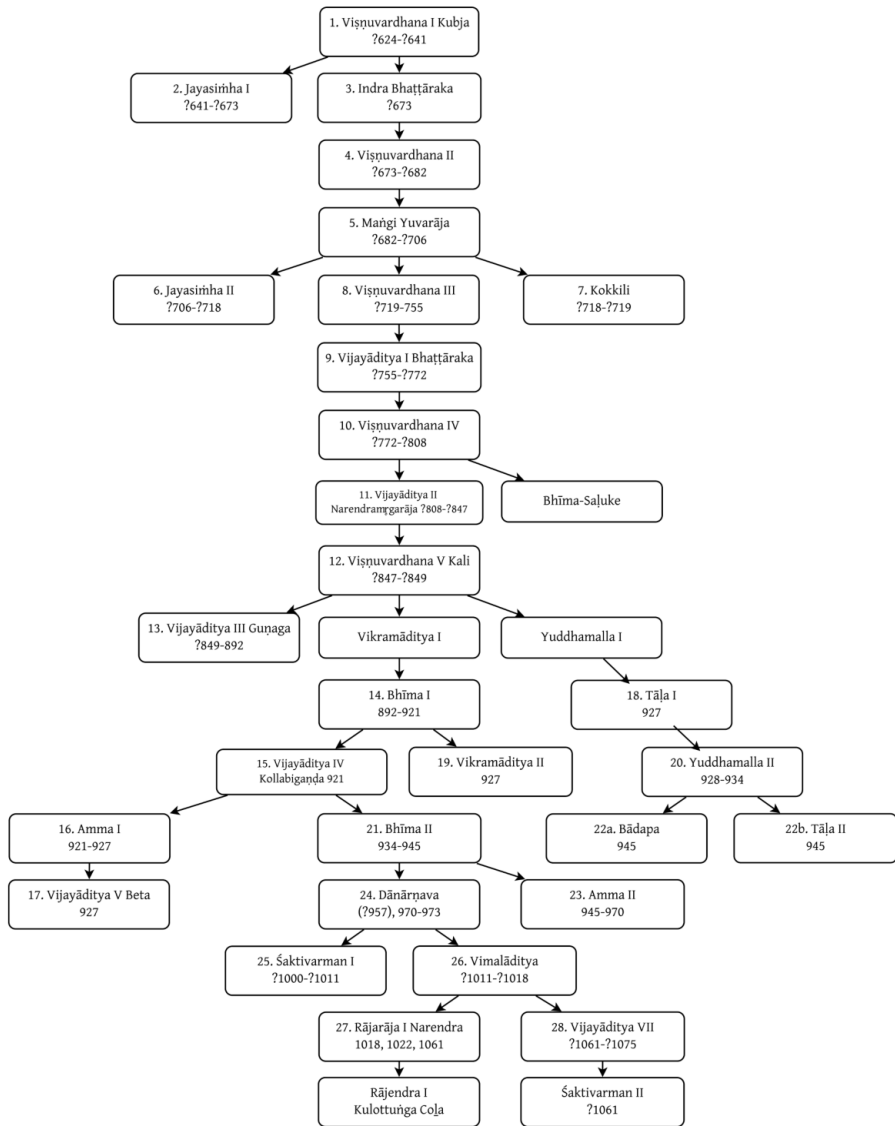 1. Viṣṇuvardhana I Kubja
?624-?641
2. Jayasiṁha I
?641-?673
3. Indra Bhaṭṭāraka
?673
4. Viṣṇuvardhana II
?673-?682
5. Maṅgi Yuvarāja
?682-?706
6. Jayasiṁha II
?706-?718
8. Viṣṇuvardhana III
?719-755
7. Kokkili
?718-?719
9. Vijayāditya I Bhaṭṭāraka
?755-?772
10. Viṣṇuvardhana IV
?772-?808
11. Vijayāditya II
Narendramr̥garāja ?808-?847
Bhīma-Saḷuke
12. Viṣṇuvardhana V Kali
?847-?849
13. Vijayāditya III Guṇaga
?849-892
Vikramāditya I
Yuddhamalla I
14. Bhīma I
892-921
18. Tāḷa I
927
15. Vijayāditya IV
Kollabigaṇḍa 921
19. Vikramāditya II
927
20. Yuddhamalla II
928-934
16. Amma I
921-927
21. Bhīma II
934-945
22a. Bādapa
945
22b. Tāḷa II
945
17. Vijayāditya V Beta
927
24. Dānārṇava
(?957), 970-973
23. Amma II
945-970
25. Śaktivarman I
?1000-?1011
26. Vimalāditya
?1011-?1018
27. Rājarāja I Narendra
1018, 1022, 1061
28. Vijayāditya VII
?1061-?1075
Rājendra I
Kulottuṅga Coḻa
Śaktivarman II
?1061